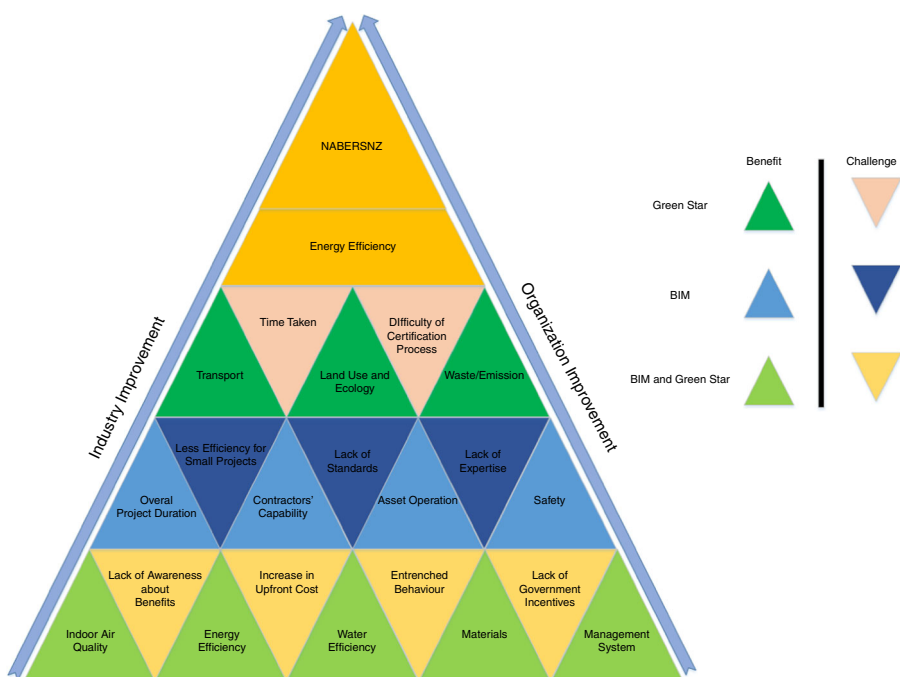 NABERSNZ
Energy Efficiency
Time Taken
DIfficulty of
Certification
Process
Transport
Land Use and
Ecology
Waste/Emission
Less Efficiency for
Small Projects
Lack of
Standards
Lack of
Expertise
Overal
Project Duration
Contractors'
Capability
Asset Operation
Safety
Lack of Awareness
about
Benefits
Increase in
Upfront Cost
Entrenched
Behaviour
Lack of
Government
Incentives
Indoor Air
Quality
Energy
Efficiency
Water
Efficiency
Materials
Management
System
Industry Improvement
Organization Improvement
Benefit
Challenge
Green Star
BIM
BIM and Green Star